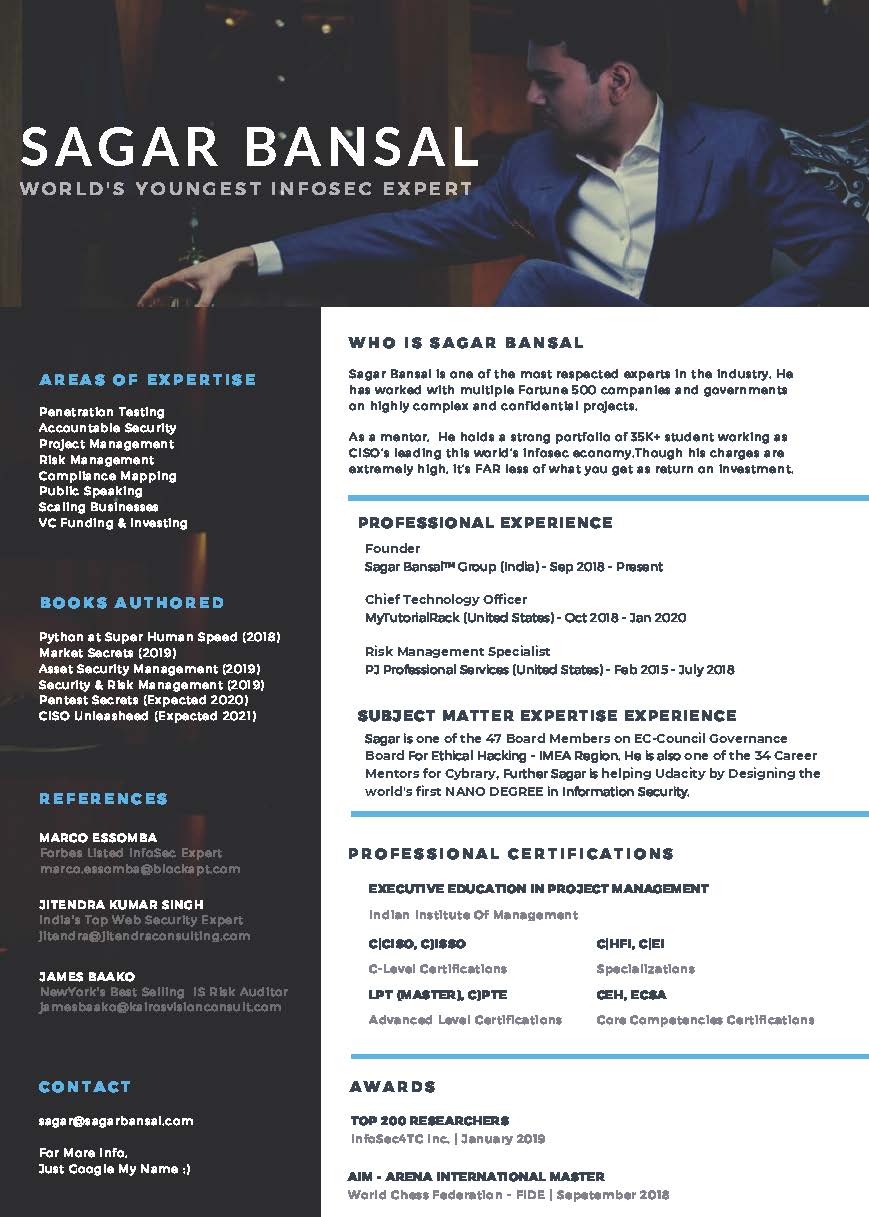 SAGAR BANSAL
WORLD'S YOUNGEST INFOSEC EXPERT
AREAS OF EXPERTISE
Penetration Testing
Accountable Security
Project Management
Risk Management
Compliance Mapping
Public Speaking
Scaling Businesses
VC Funding & Investing
BOOKS AUTHORED
Python at Super Human Speed (2018)
Market Secrets (2019)
Asset Security Management (2019)
Security & Risk Management (2019)
Pentest Secrets (Expected 2020)
CISO Unleasheed (Expected 2021)
REFERENCES
MARCO ESSOMBA
Forbes Listed InfoSec Expert
marco.essomba@blockapt.com
JITENDRA KUMAR SINGH
India's Top Web Security Expert
jitendra@jitendraconsulting.com
JAMES BAAKO
NewYork's Best Selling IS Risk Auditor
jamesbaako@kairosvisionconsult.com
CONTACT
sagar@sagarbansal.com
For More Info,
Just Google My Name :)
WHO IS SAGAR BANSAL
Sagar Bansal is one of the most respected experts in the industry. He
has worked with multiple Fortune 500 companies and governments
on highly complex and confidential projects.
As a mentor, He holds a strong portfolio of 35K+ student working as
CISO's leading this world's infosec economy.Though his charges are
extremely high, it's FAR less of what you get as return on investment.
PROFESSIONAL EXPERIENCE
Founder
Sagar Bansal™ Group (India) - Sep 2018 - Present
Chief Technology Officer
MyTutorialRack (United States) - Oct 2018 - Jan 2020
Risk Management Specialist
PJ Professional Services (United States) - Feb 2015 - July 2018
SUBJECT MATTER EXPERTISE EXPERIENCE
Sagar is one of the 47 Board Members on EC-Council Governance
Board For Ethical Hacking - IMEA Region. He is also one of the 34 Career
Mentors for Cybrary, Further Sagar is helping Udacity by Designing the
world's first NANO DEGREE in Information Security.
PROFESSIONAL CERTIFICATIONS
EXECUTIVE EDUCATION IN PROJECT MANAGEMENT
Indian Institute Of Management
C|CISO, C)ISSO
C-Level Certifications
C|HFI, C|EI
Specializations
LPT (MASTER), C)PTE
Advanced Level Certifications
CEH, ECSA
Core Competencies Certifications
AWARDS
TOP 200 RESEARCHERS
InfoSec4TC Inc. | January 2019
AIM - ARENA INTERNATIONAL MASTER
World Chess Federation - FIDE | Sepetember 2018